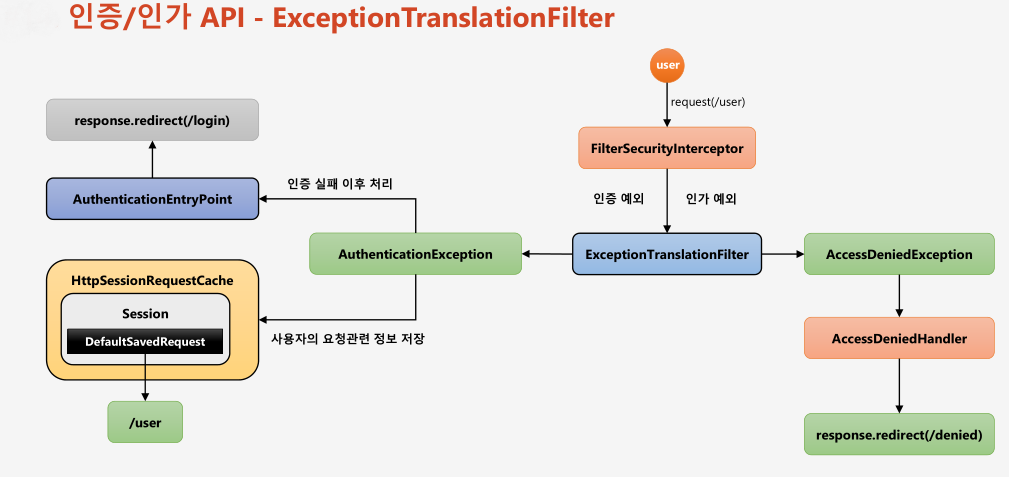 인증/인가 API - ExceptionTranslationFilter
user
request(/user)
FilterSecurityInterceptor
인증 예외
인가 예외
ExceptionTranslationFilter
AuthenticationException
AccessDeniedException
AccessDeniedHandler
response.redirect(/denied)
인증 실패 이후 처리
AuthenticationEntryPoint
response.redirect(/login)
사용자의 요청관련 정보 저장
HttpSessionRequestCache
Session
DefaultSavedRequest
/user